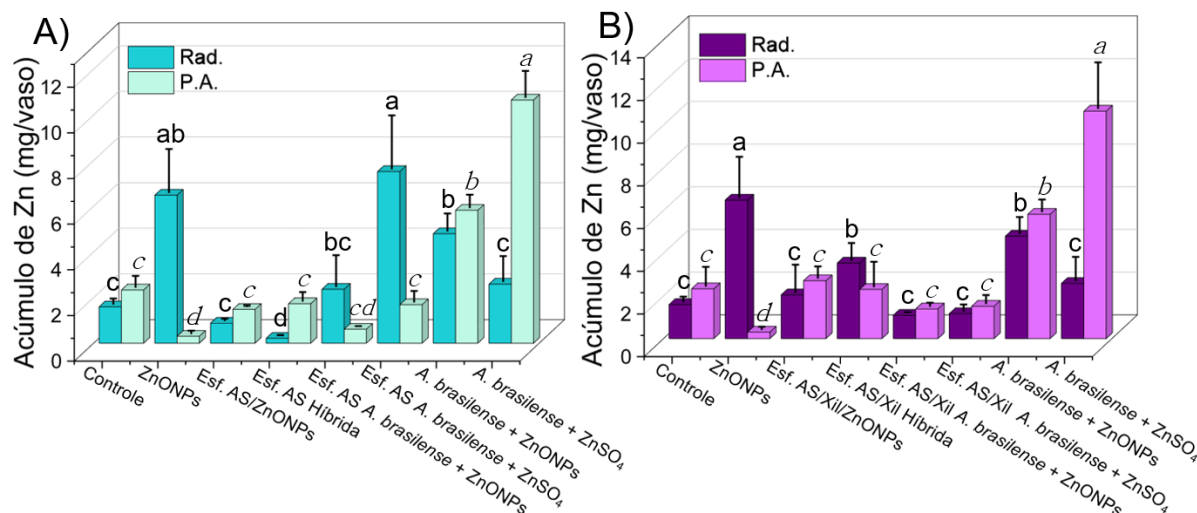 A)
Acúmulo de Zn (mg/vaso)
12
10
8
6
4
2
0
Rad.
P.A.
c
c
ab
d
c
c
d
c
bc
cd
a
c
b
b
c
a
Controle
ZnONPs
Esf. AS/ZnONPs
Esf. AS Híbrida
Esf. AS A. brasilense + ZnONPs
Esf. AS A. brasilense + ZnSO₄
A. brasilense + ZnONPs
A. brasilense + ZnSO₄
B)
Acúmulo de Zn (mg/vaso)
14
12
10
8
6
4
2
0
Rad.
P.A.
c
c
a
d
c
c
b
c
c
c
c
c
b
b
c
a
Controle
ZnONPs
Esf. AS/Xil/ZnONPs
Esf. AS/Xil Híbrida
Esf. AS/Xil A. brasilense + ZnONPs
Esf. AS/Xil A. brasilense + ZnSO₄
A. brasilense + ZnONPs
A. brasilense + ZnSO₄